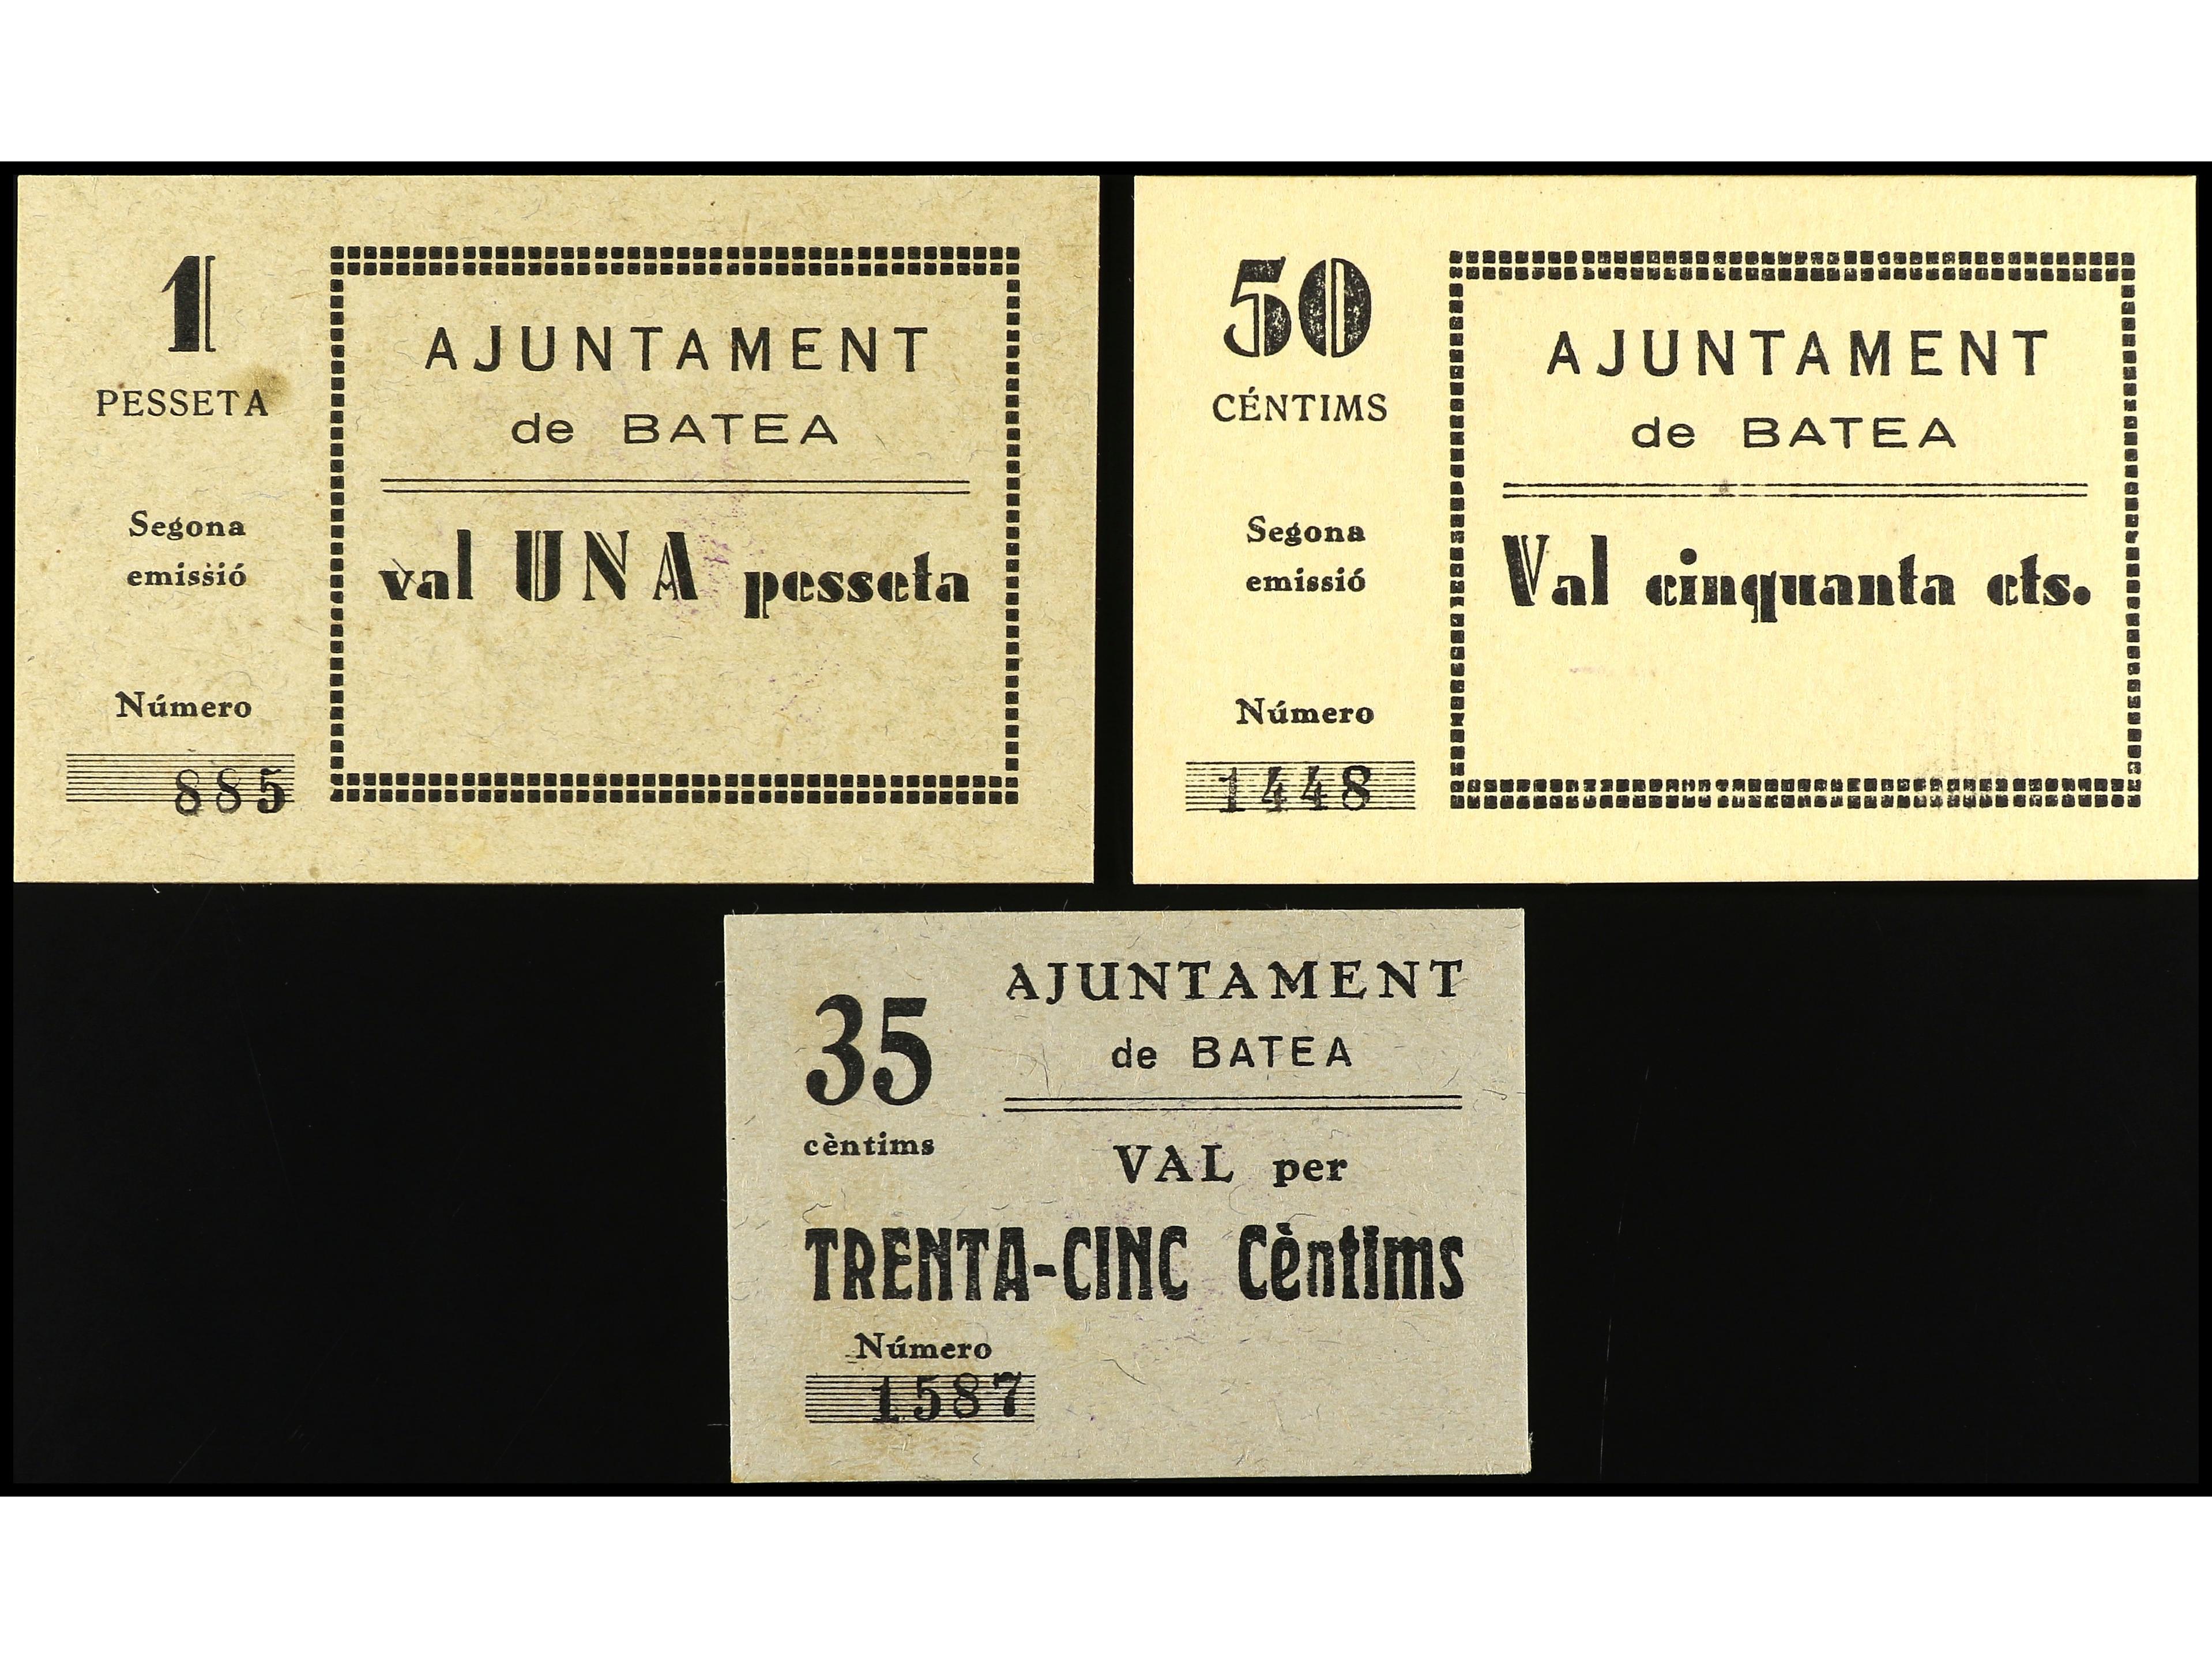 1
PESSETA
Segona
emissió
Número
885
AJUNTAMENT
de BATEA
val UNA pesseta
50
CÉNTIMS
Segona
emissió
Número
1448
AJUNTAMENT
de BATEA
Val cinquanta cts.
35
cèntims
AJUNTAMENT
de BATEA
VAL per
TRENTA-CINC Cèntims
Número
1587